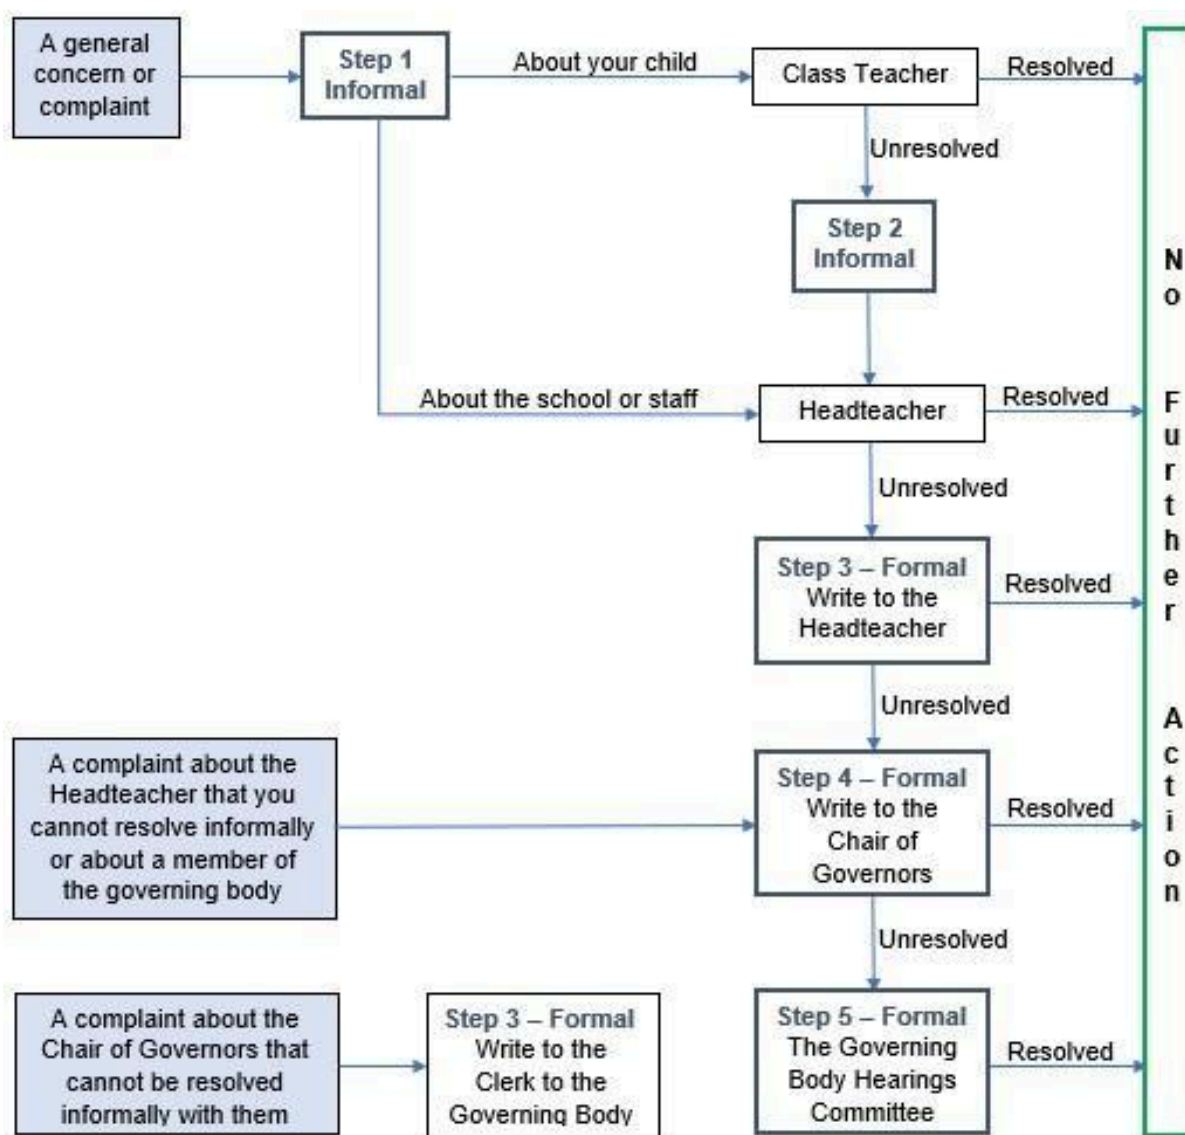 A general
concern or
complaint
Step 1
Informal
About your child
Class Teacher
Resolved
Unresolved
Step 2
Informal
About the school or staff
Headteacher
Resolved
Unresolved
Step 3 – Formal
Write to the
Headteacher
Resolved
Unresolved
A complaint about the
Headteacher that you
cannot resolve informally
or about a member of
the governing body
Step 4 – Formal
Write to the
Chair of
Governors
Resolved
Unresolved
A complaint about the
Chair of Governors that
cannot be resolved
informally with them
Step 3 – Formal
Write to the
Clerk to the
Governing Body
Step 5 – Formal
The Governing
Body Hearings
Committee
Resolved
No Further Action